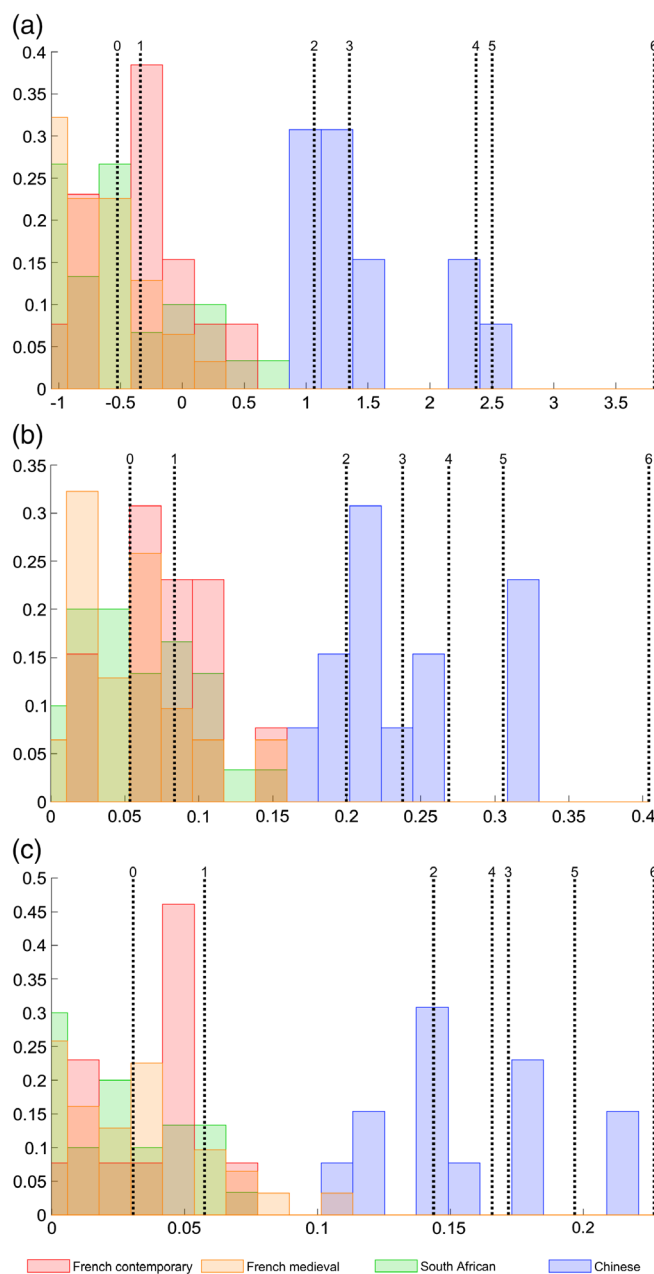 (a)
0 1 2 3 4 5 6
0.4
0.35
0.3
0.25
0.2
0.15
0.1
0.05
0
-1 -0.5 0 0.5 1 1.5 2 2.5 3 3.5
(b)
0 1 2 3 4 5 6
0.35
0.3
0.25
0.2
0.15
0.1
0.05
0
0 0.05 0.1 0.15 0.2 0.25 0.3 0.35 0.4
(c)
0 1 2 4 3 5 6
0.5
0.45
0.4
0.35
0.3
0.25
0.2
0.15
0.1
0.05
0
0 0.05 0.1 0.15 0.2
French contemporary French medieval South African Chinese